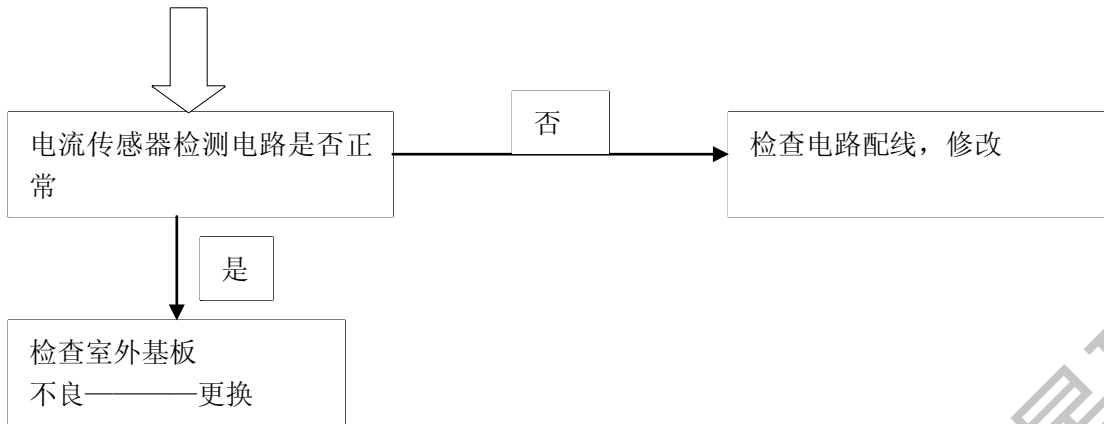 电流传感器检测电路是否正
常
否
检查电路配线，修改
是
检查室外基板
不良————更换